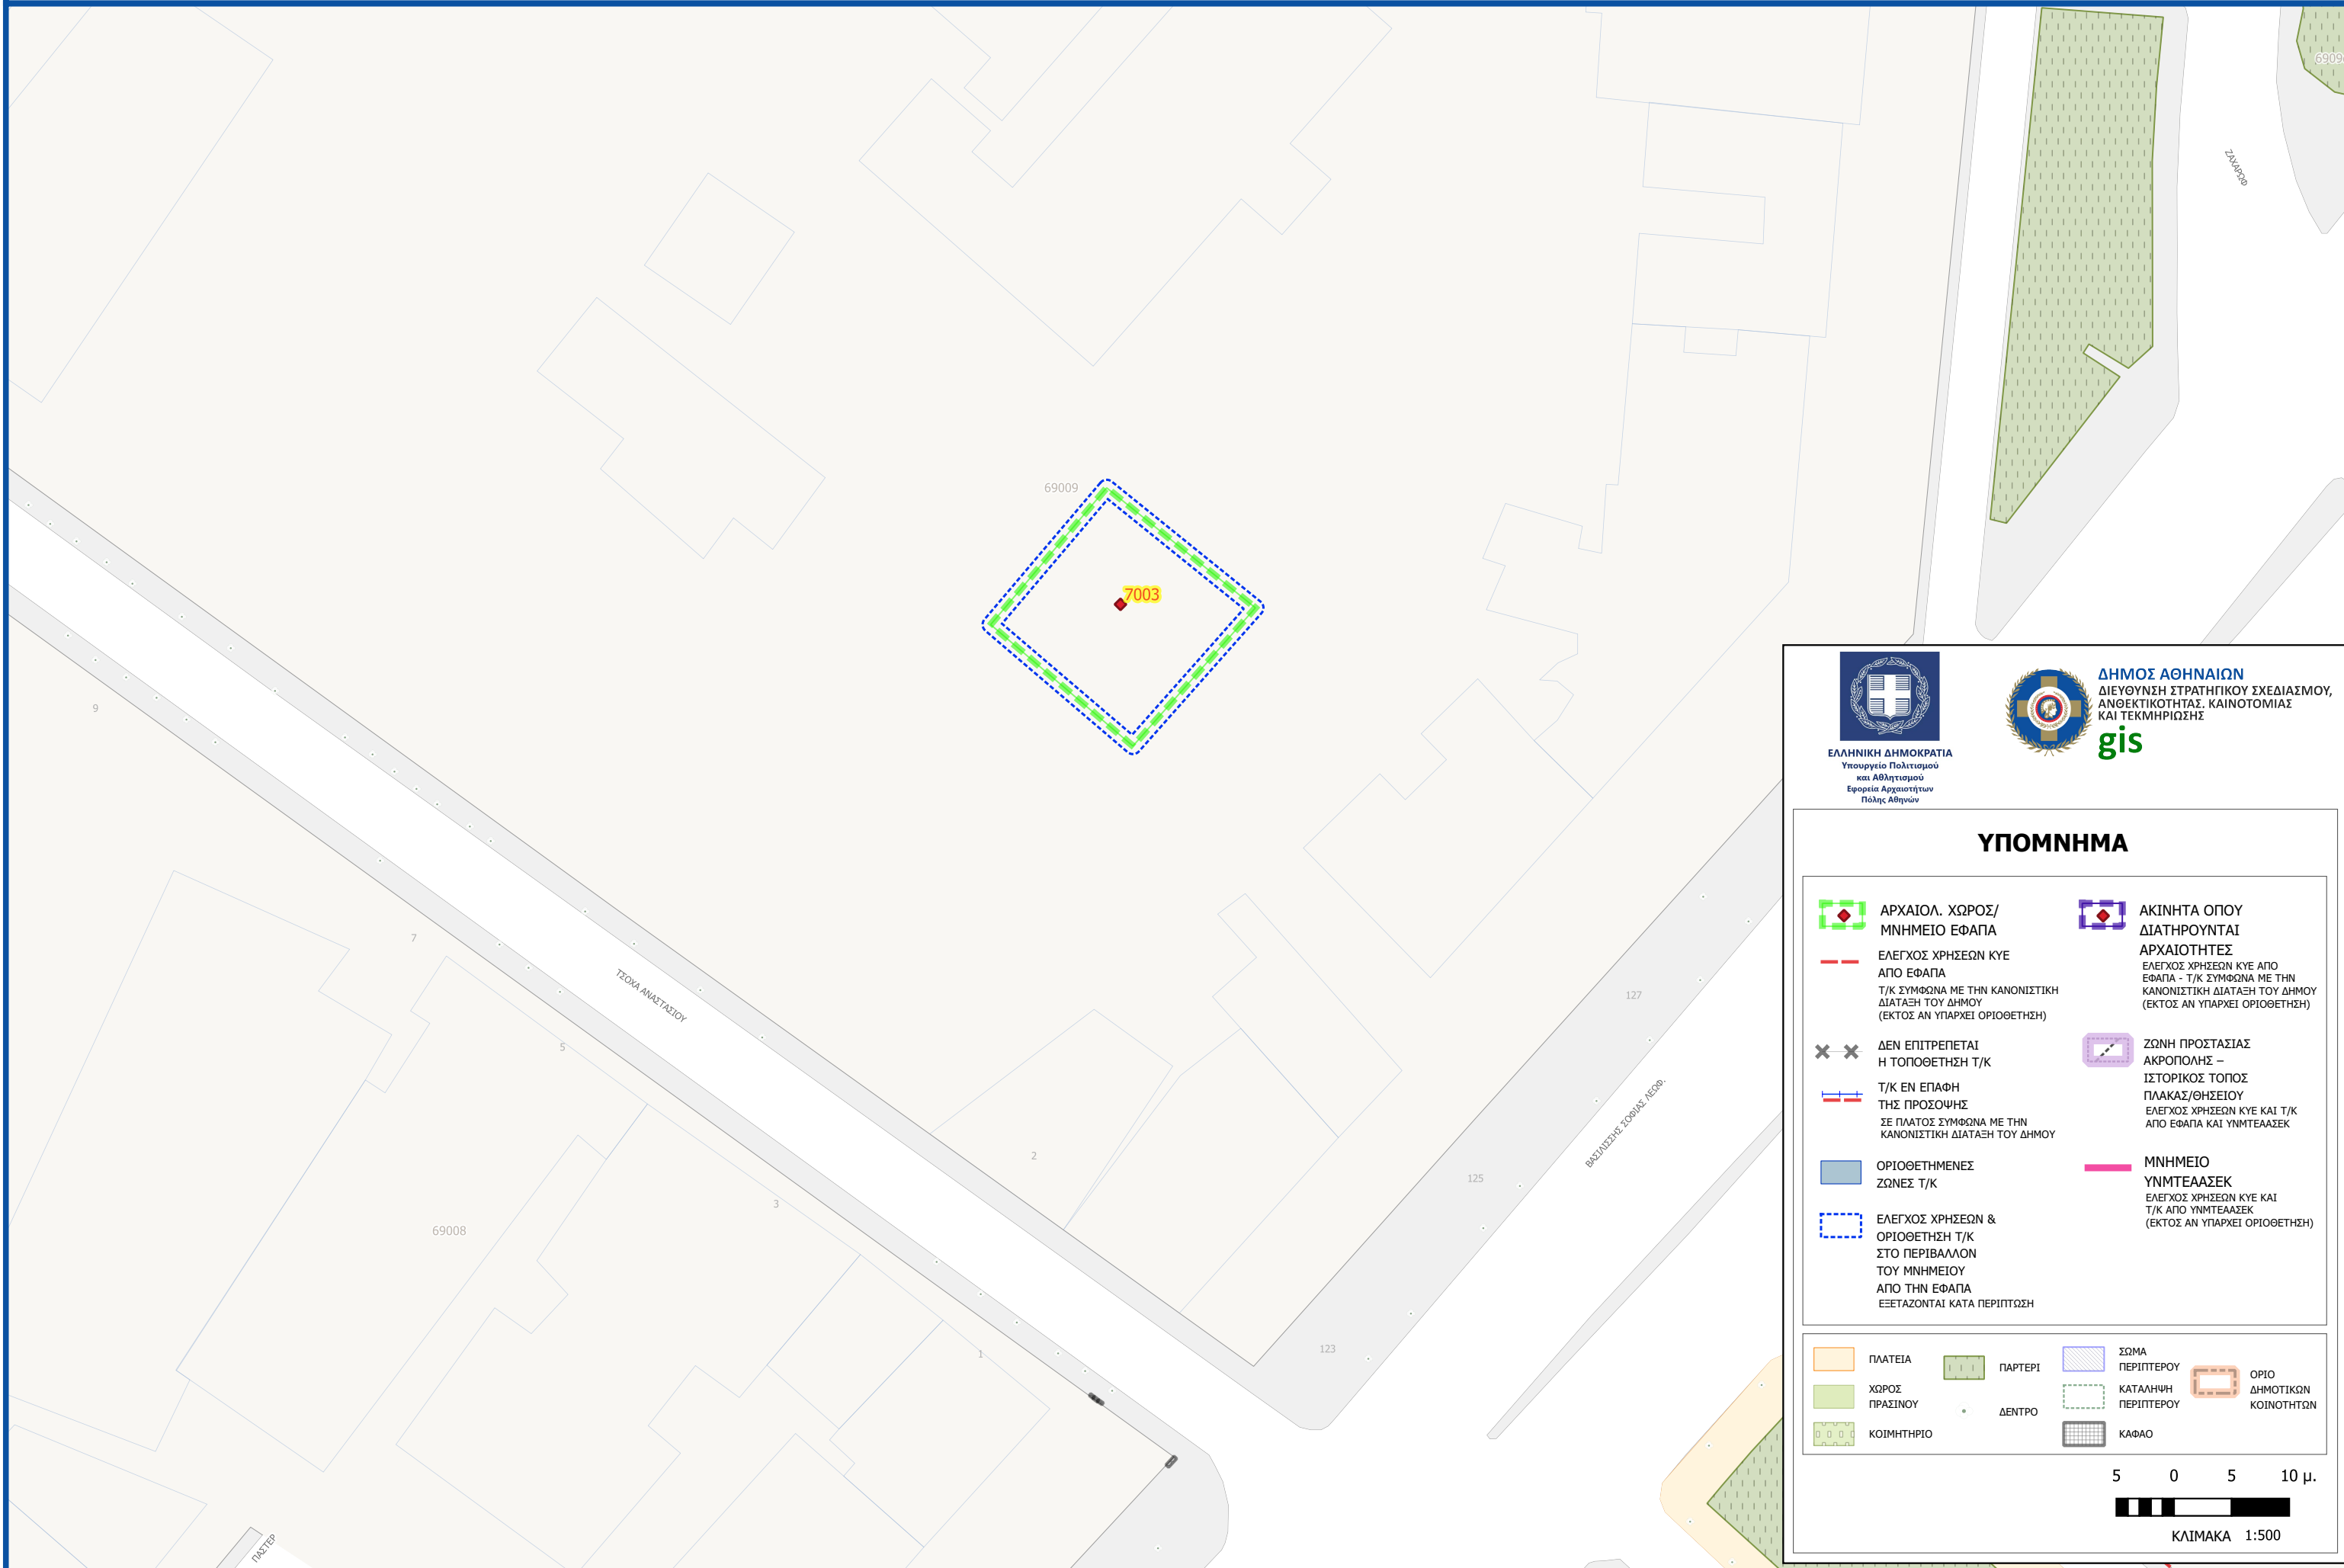 6909
ΖΑΧΑΡΩΦ
69009
7003
9
7
5
3
1
ΤΣΟΧΑ ΑΝΑΣΤΑΣΙΟΥ
2
127
125
123
ΒΑΣΙΛΙΣΣΗΣ ΣΟΦΙΑΣ ΛΕΩΦ.
69008
ΠΑΣΤΕΡ
ΕΛΛΗΝΙΚΗ ΔΗΜΟΚΡΑΤΙΑ
Υπουργείο Πολιτισμού
και Αθλητισμού
Εφορεία Αρχαιοτήτων
Πόλης Αθηνών
ΔΗΜΟΣ ΑΘΗΝΑΙΩΝ
ΔΙΕΥΘΥΝΣΗ ΣΤΡΑΤΗΓΙΚΟΥ ΣΧΕΔΙΑΣΜΟΥ,
ΑΝΘΕΚΤΙΚΟΤΗΤΑΣ, ΚΑΙΝΟΤΟΜΙΑΣ
ΚΑΙ ΤΕΚΜΗΡΙΩΣΗΣ
gis
ΥΠΟΜΝΗΜΑ
ΑΡΧΑΙΟΛ. ΧΩΡΟΣ/
ΜΝΗΜΕΙΟ ΕΦΑΠΑ
ΕΛΕΓΧΟΣ ΧΡΗΣΕΩΝ ΚΥΕ
ΑΠΟ ΕΦΑΠΑ
Τ/Κ ΣΥΜΦΩΝΑ ΜΕ ΤΗΝ ΚΑΝΟΝΙΣΤΙΚΗ
ΔΙΑΤΑΞΗ ΤΟΥ ΔΗΜΟΥ
(ΕΚΤΟΣ ΑΝ ΥΠΑΡΧΕΙ ΟΡΙΟΘΕΤΗΣΗ)
ΔΕΝ ΕΠΙΤΡΕΠΕΤΑΙ
Η ΤΟΠΟΘΕΤΗΣΗ Τ/Κ
Τ/Κ ΕΝ ΕΠΑΦΗ
ΤΗΣ ΠΡΟΣΟΨΗΣ
ΣΕ ΠΛΑΤΟΣ ΣΥΜΦΩΝΑ ΜΕ ΤΗΝ
ΚΑΝΟΝΙΣΤΙΚΗ ΔΙΑΤΑΞΗ ΤΟΥ ΔΗΜΟΥ
ΟΡΙΟΘΕΤΗΜΕΝΕΣ
ΖΩΝΕΣ Τ/Κ
ΕΛΕΓΧΟΣ ΧΡΗΣΕΩΝ &
ΟΡΙΟΘΕΤΗΣΗ Τ/Κ
ΣΤΟ ΠΕΡΙΒΑΛΛΟΝ
ΤΟΥ ΜΝΗΜΕΙΟΥ
ΑΠΟ ΤΗΝ ΕΦΑΠΑ
ΕΞΕΤΑΖΟΝΤΑΙ ΚΑΤΑ ΠΕΡΙΠΤΩΣΗ
ΑΚΙΝΗΤΑ ΟΠΟΥ
ΔΙΑΤΗΡΟΥΝΤΑΙ
ΑΡΧΑΙΟΤΗΤΕΣ
ΕΛΕΓΧΟΣ ΧΡΗΣΕΩΝ ΚΥΕ ΑΠΟ
ΕΦΑΠΑ - Τ/Κ ΣΥΜΦΩΝΑ ΜΕ ΤΗΝ
ΚΑΝΟΝΙΣΤΙΚΗ ΔΙΑΤΑΞΗ ΤΟΥ ΔΗΜΟΥ
(ΕΚΤΟΣ ΑΝ ΥΠΑΡΧΕΙ ΟΡΙΟΘΕΤΗΣΗ)
ΖΩΝΗ ΠΡΟΣΤΑΣΙΑΣ
ΑΚΡΟΠΟΛΗΣ –
ΙΣΤΟΡΙΚΟΣ ΤΟΠΟΣ
ΠΛΑΚΑΣ/ΘΗΣΕΙΟΥ
ΕΛΕΓΧΟΣ ΧΡΗΣΕΩΝ ΚΥΕ ΚΑΙ Τ/Κ
ΑΠΟ ΕΦΑΠΑ ΚΑΙ ΥΝΜΤΕΑΑΣΕΚ
ΜΝΗΜΕΙΟ
ΥΝΜΤΕΑΑΣΕΚ
ΕΛΕΓΧΟΣ ΧΡΗΣΕΩΝ ΚΥΕ ΚΑΙ
Τ/Κ ΑΠΟ ΥΝΜΤΕΑΑΣΕΚ
(ΕΚΤΟΣ ΑΝ ΥΠΑΡΧΕΙ ΟΡΙΟΘΕΤΗΣΗ)
ΠΛΑΤΕΙΑ
ΧΩΡΟΣ
ΠΡΑΣΙΝΟΥ
ΚΟΙΜΗΤΗΡΙΟ
ΠΑΡΤΕΡΙ
ΔΕΝΤΡΟ
ΣΩΜΑ
ΠΕΡΙΠΤΕΡΟΥ
ΚΑΤΑΛΗΨΗ
ΠΕΡΙΠΤΕΡΟΥ
ΚΑΦΑΟ
ΟΡΙΟ
ΔΗΜΟΤΙΚΩΝ
ΚΟΙΝΟΤΗΤΩΝ
5 0 5 10 μ.
ΚΛΙΜΑΚΑ 1:500